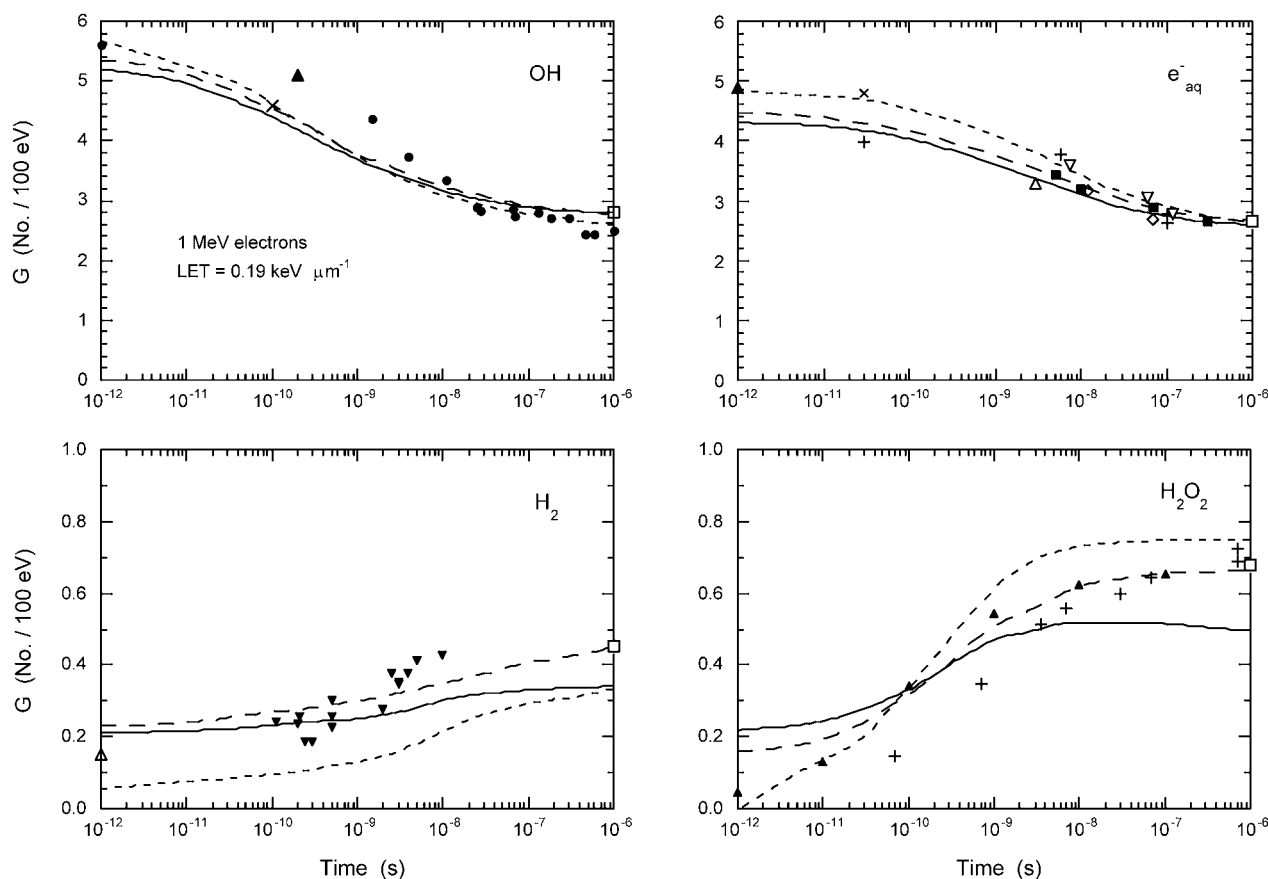 G (No. / 100 eV)
6
5
4
3
2
1
0
OH
1 MeV electrons
LET = 0.19 keV μm⁻¹
10⁻¹² 10⁻¹¹ 10⁻¹⁰ 10⁻⁹ 10⁻⁸ 10⁻⁷ 10⁻⁶
6
5
4
3
2
1
0
e⁻aq
10⁻¹² 10⁻¹¹ 10⁻¹⁰ 10⁻⁹ 10⁻⁸ 10⁻⁷ 10⁻⁶
G (No. / 100 eV)
1.0
0.8
0.6
0.4
0.2
0.0
H₂
10⁻¹² 10⁻¹¹ 10⁻¹⁰ 10⁻⁹ 10⁻⁸ 10⁻⁷ 10⁻⁶
Time (s)
1.0
0.8
0.6
0.4
0.2
0.0
H₂O₂
10⁻¹² 10⁻¹¹ 10⁻¹⁰ 10⁻⁹ 10⁻⁸ 10⁻⁷ 10⁻⁶
Time (s)